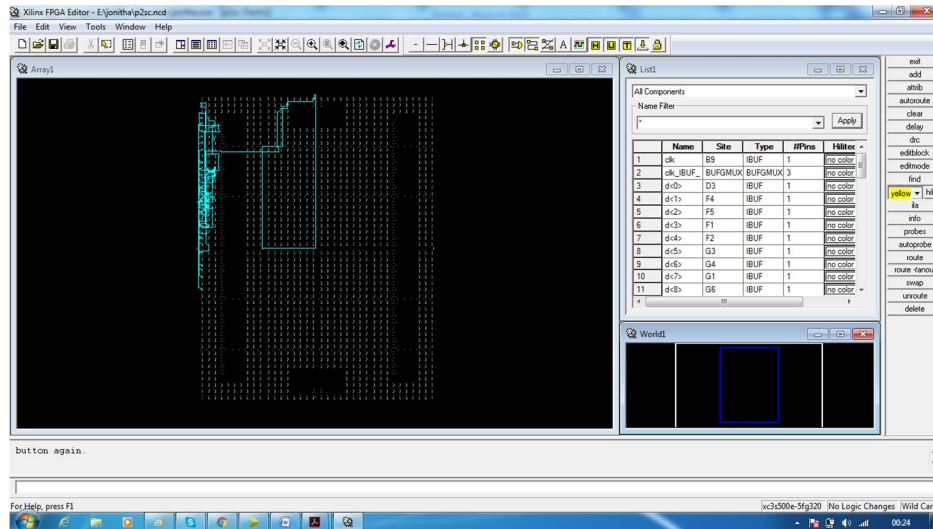 Xilinx FPGA Editor - E:\jonitha\p2sc.ncd
File Edit View Tools Window Help
Array1
List1
All Components
Name Filter
*
Apply
Name Site Type #Pins Hilited
1 clk B9 IBUF 1 no color
2 clk_IBUF_ BUFGMUX BUFGMUX 3 no color
3 d<0> D3 IBUF 1 no color
4 d<1> F4 IBUF 1 no color
5 d<2> F5 IBUF 1 no color
6 d<3> F1 IBUF 1 no color
7 d<4> F2 IBUF 1 no color
8 d<5> G3 IBUF 1 no color
9 d<6> G4 IBUF 1 no color
10 d<7> G1 IBUF 1 no color
11 d<8> G6 IBUF 1 no color
World1
exit
add
attrib
autoroute
clear
delay
drc
editblock
editmode
find
yellow hil
ila
info
probes
autoprobe
route
route -fanou
swap
unroute
delete
button again.
For Help, press F1
xc3s500e-5fg320 No Logic Changes Wild Car
00:24